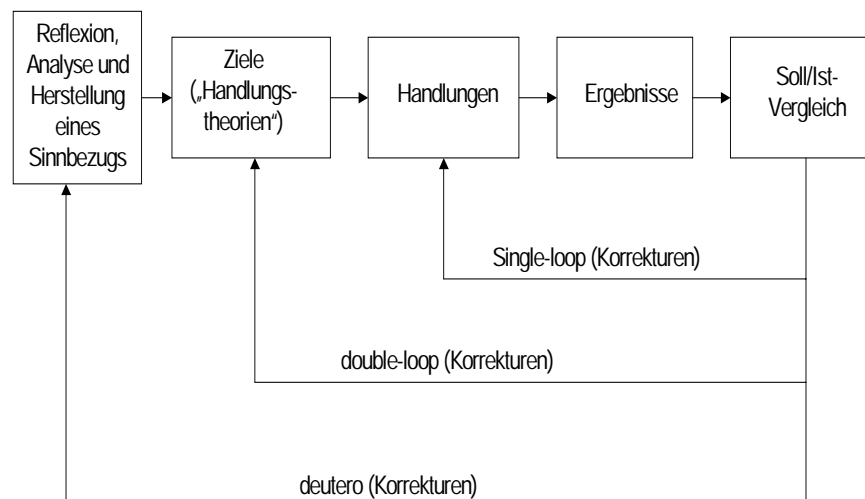 Reflexion,
Analyse und
Herstellung
eines
Sinnbezugs
Ziele
(„Handlungs-
theorien“)
Handlungen
Ergebnisse
Soll/Ist-
Vergleich
Single-loop (Korrekturen)
double-loop (Korrekturen)
deutero (Korrekturen)